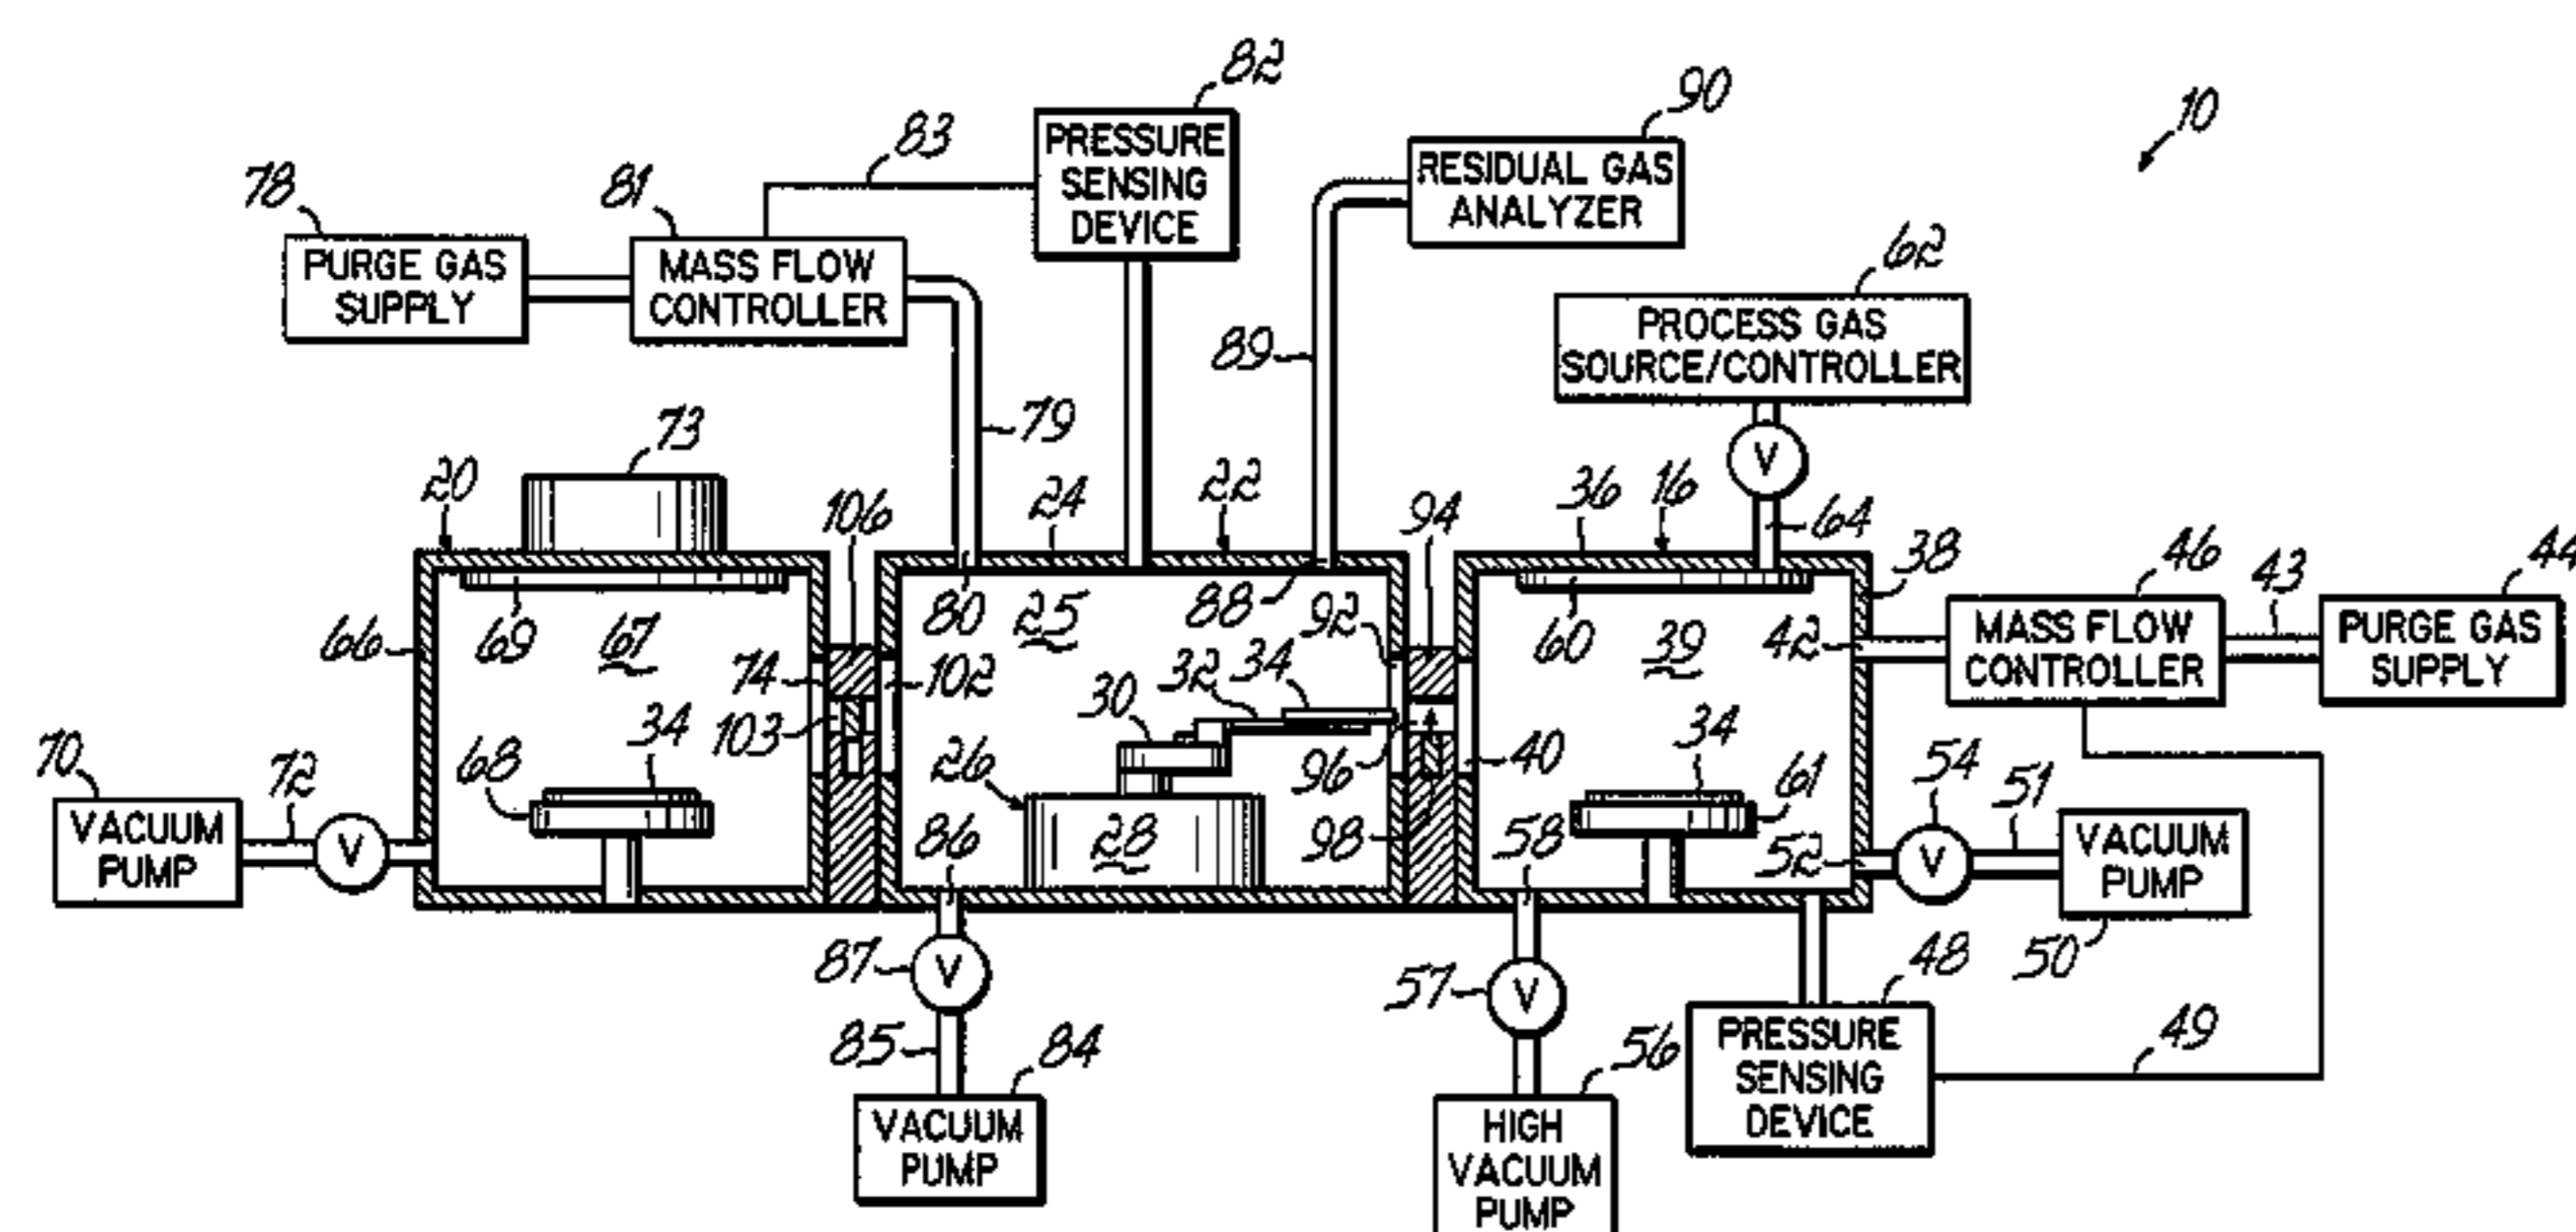 82
90
10
83
PRESSURE
SENSING
DEVICE
RESIDUAL GAS
ANALYZER
78
81
PURGE GAS
SUPPLY
MASS FLOW
CONTROLLER
62
PROCESS GAS
SOURCE/CONTROLLER
89
79
73
V
20
106
24
22
94
36
16
64
46
43
44
38
66
69
67
80
25
88
92
60
39
42
MASS FLOW
CONTROLLER
PURGE GAS
SUPPLY
74
102
30
32
34
103
34
96
40
34
70
72
68
26
98
58
61
54
51
VACUUM
PUMP
V
86
28
52
V
VACUUM
PUMP
87
V
57
V
48
50
85
84
56
PRESSURE
SENSING
DEVICE
49
VACUUM
PUMP
HIGH
VACUUM
PUMP